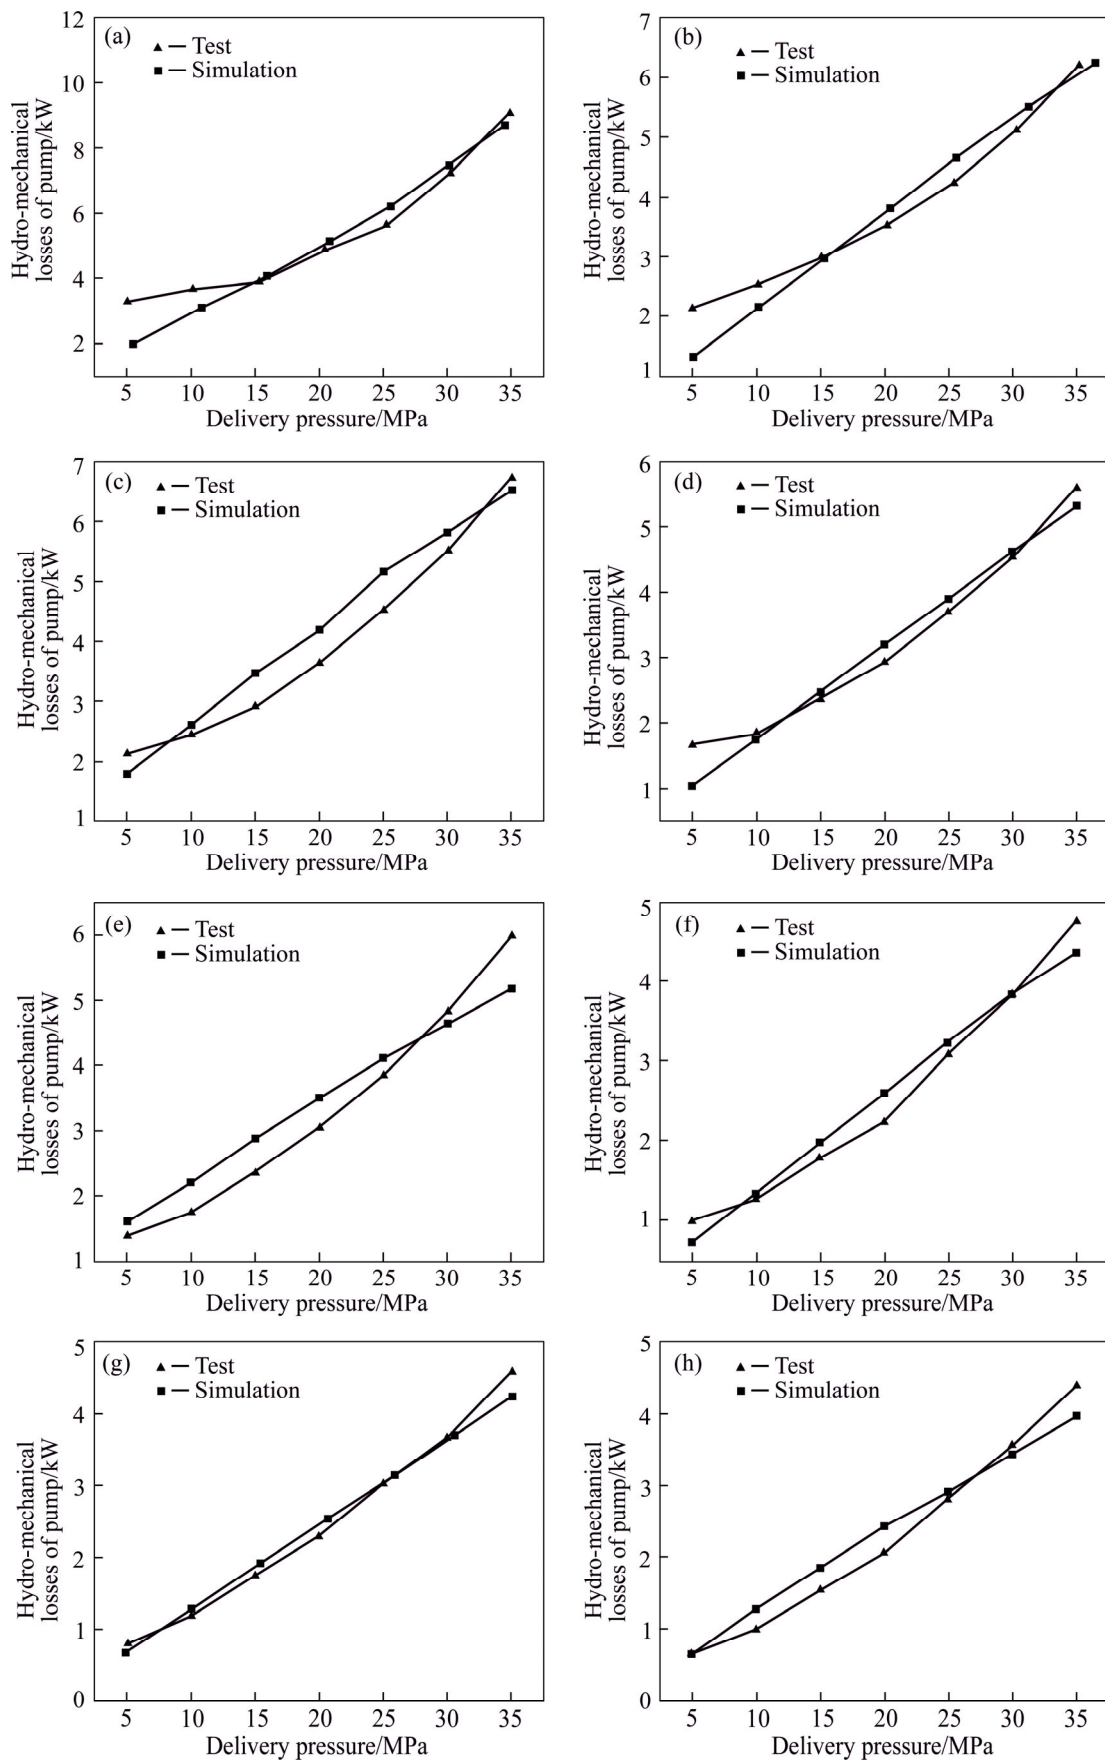 12
(a)
Test
Simulation
10
8
6
4
2
Hydro-mechanical
losses of pump/kW
5 10 15 20 25 30 35
Delivery pressure/MPa
7
(b)
Test
Simulation
6
5
4
3
2
1
Hydro-mechanical
losses of pump/kW
5 10 15 20 25 30 35
Delivery pressure/MPa
7
(c)
Test
Simulation
6
5
4
3
2
1
Hydro-mechanical
losses of pump/kW
5 10 15 20 25 30 35
Delivery pressure/MPa
6
(d)
Test
Simulation
5
4
3
2
1
Hydro-mechanical
losses of pump/kW
5 10 15 20 25 30 35
Delivery pressure/MPa
(e)
Test
Simulation
6
5
4
3
2
1
Hydro-mechanical
losses of pump/kW
5 10 15 20 25 30 35
Delivery pressure/MPa
5
(f)
Test
Simulation
4
3
2
1
Hydro-mechanical
losses of pump/kW
5 10 15 20 25 30 35
Delivery pressure/MPa
5
(g)
Test
Simulation
4
3
2
1
0
Hydro-mechanical
losses of pump/kW
5 10 15 20 25 30 35
Delivery pressure/MPa
5
(h)
Test
Simulation
4
3
2
1
0
Hydro-mechanical
losses of pump/kW
5 10 15 20 25 30 35
Delivery pressure/MPa